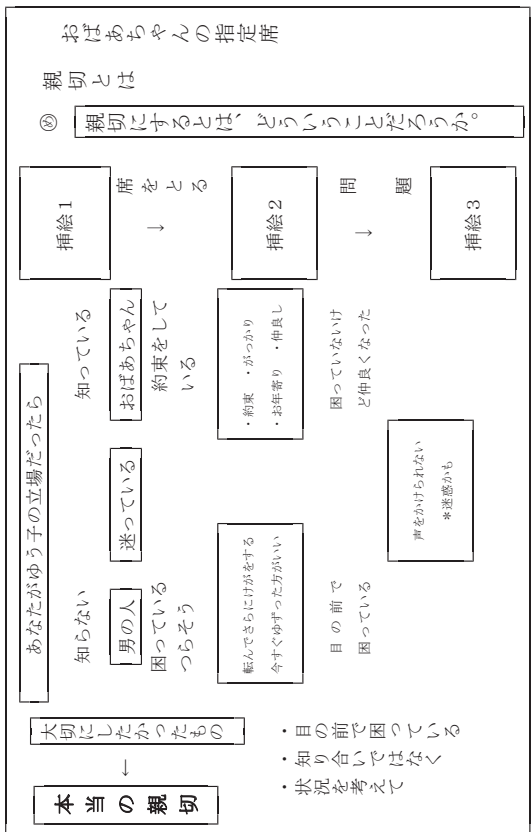 おばあちゃんの指定席
親切とは
め 親切にするとは、どういうことだろうか。
挿絵1
席をとる
↓
挿絵2
問題
↓
挿絵3
あなたがゆう子の立場だったら
知っている
おばあちゃん
約束をして
いる
・約束 ・がっかり
・お年寄り ・仲良し
困っていないけ
ど仲良くなった
迷っている
声をかけられない
*迷惑かも
知らない
男の人
困っている
つらそう
転んでさらにけがをする
今すぐゆずった方がいい
目の前で
困っている
大切にしたかったもの
↓
本当の親切
・目の前で困っている
・知り合いではなく
・状況を考えて